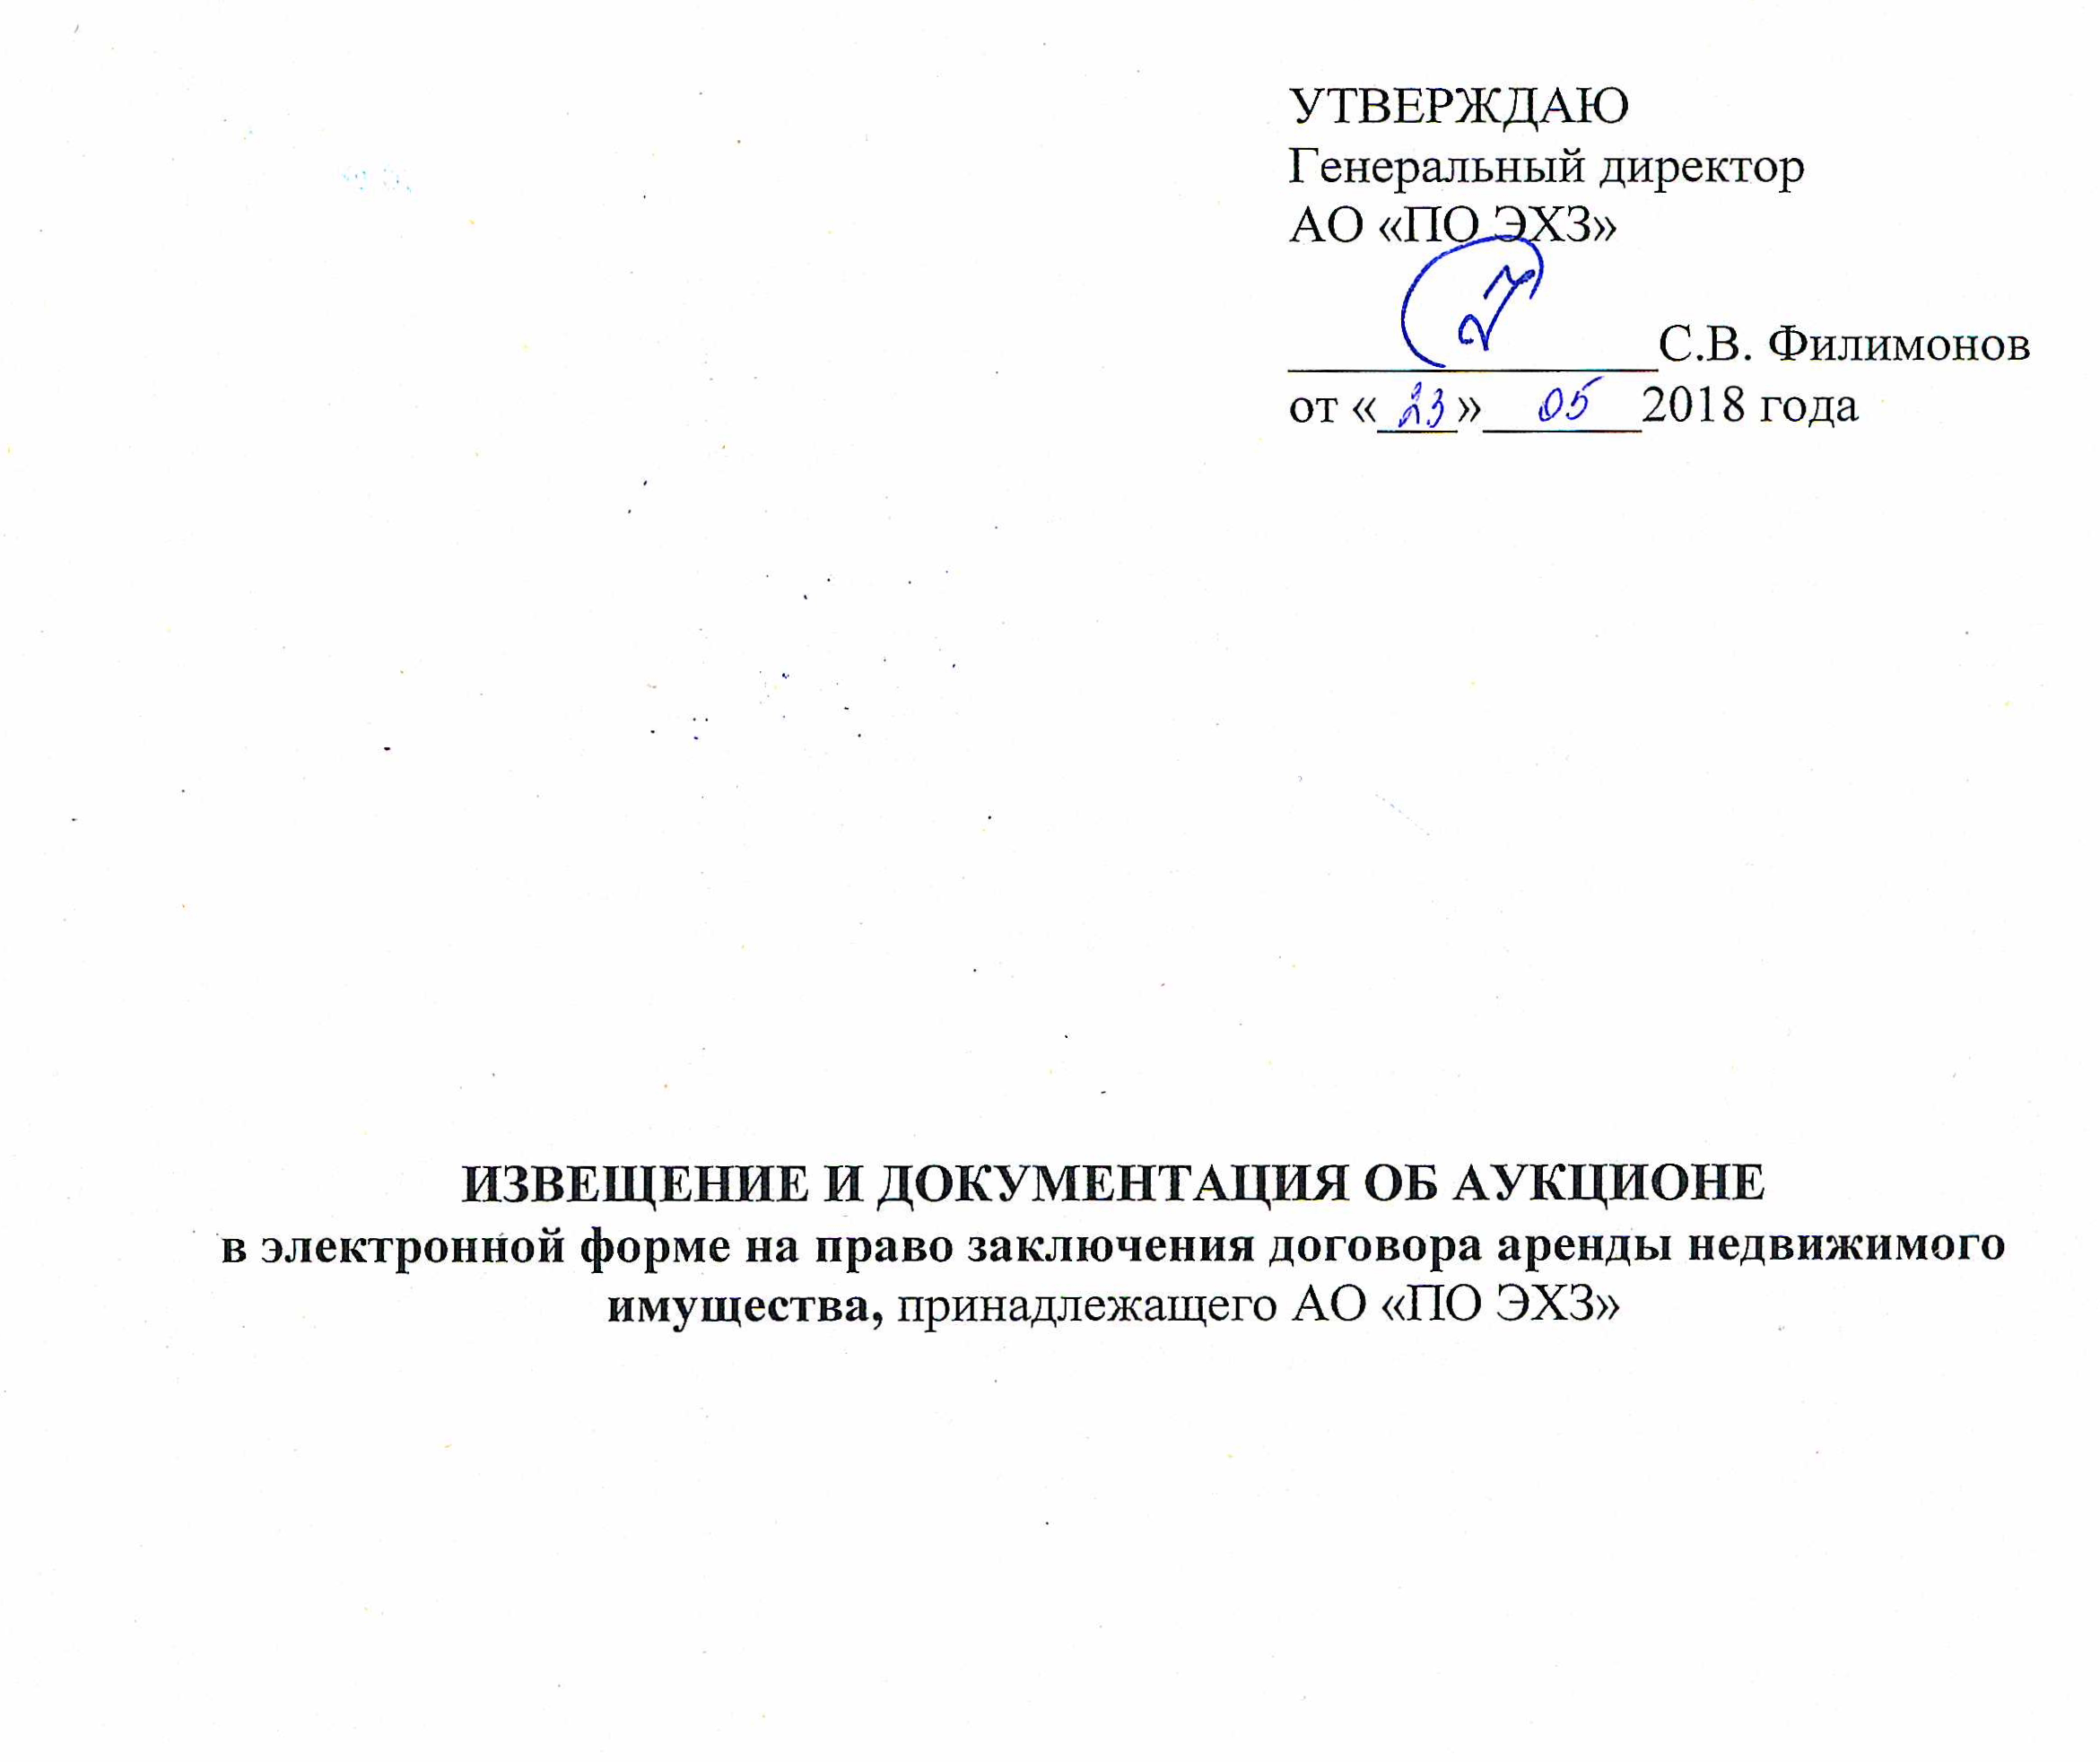 УТВЕРЖДАЮ
Генеральный директор
АО «ПО ЭХЗ»
______________С.В. Филимонов
от «23»  05  2018 года
ИЗВЕЩЕНИЕ И ДОКУМЕНТАЦИЯ ОБ АУКЦИОНЕ
в электронной форме на право заключения договора аренды недвижимого
имущества, принадлежащего АО «ПО ЭХЗ»